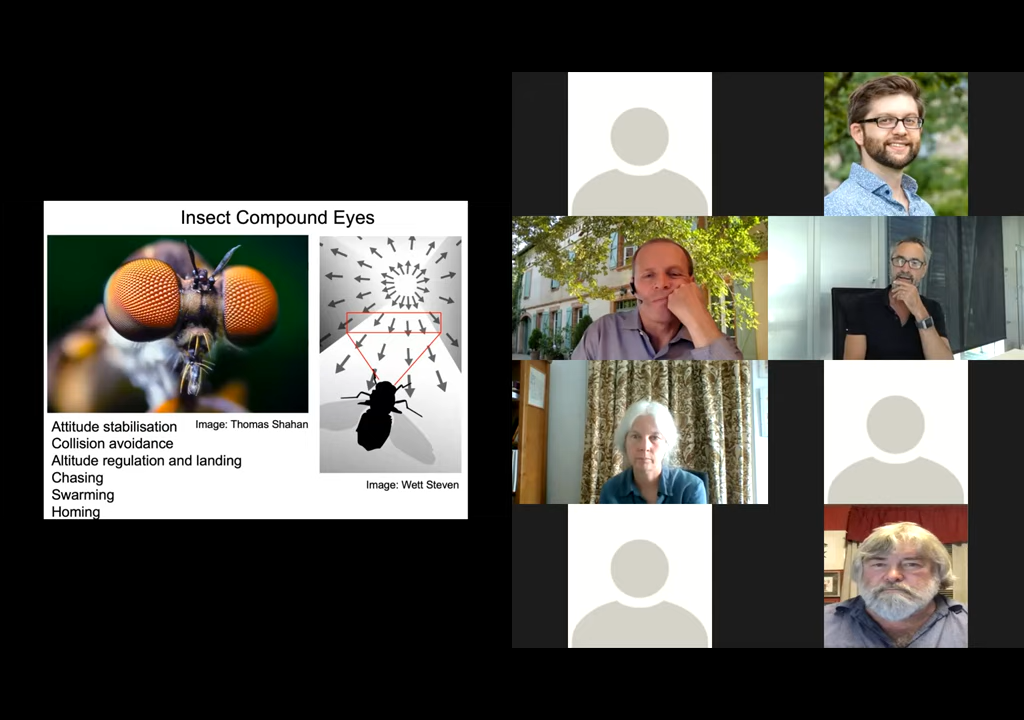 Insect Compound Eyes
Attitude stabilisation
Image: Thomas Shahan
Collision avoidance
Altitude regulation and landing
Chasing
Swarming
Homing
Image: Wett Steven